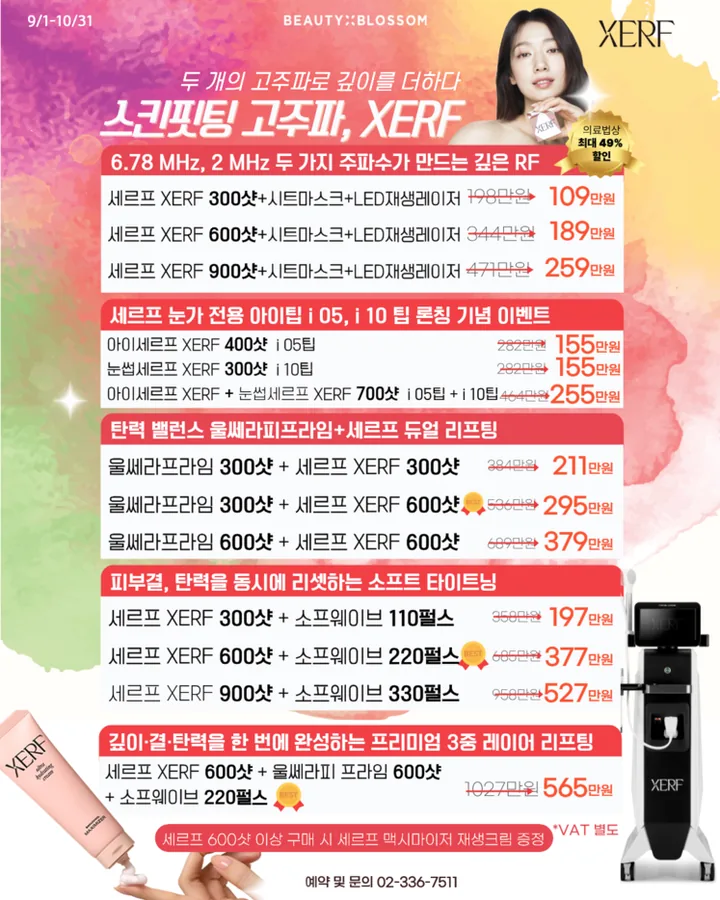 9/1-10/31
BEAUTY BLOSSOM
XERF
두 개의 고주파로 깊이를 더하다
스킨핏팅 고주파, XERF
의료법상
최대 49%
할인
6.78 MHz, 2 MHz 두 가지 주파수가 만드는 깊은 RF
세르프 XERF 300샷+시트마스크+LED재생레이저 198만원 109만원
세르프 XERF 600샷+시트마스크+LED재생레이저 344만원 189만원
세르프 XERF 900샷+시트마스크+LED재생레이저 471만원 259만원
세르프 눈가 전용 아이팁 i 05, i 10 팁 론칭 기념 이벤트
아이세르프 XERF 400샷 i 05팁 282만원 155만원
눈썹세르프 XERF 300샷 i 10팁 282만원 155만원
아이세르프 XERF + 눈썹세르프 XERF 700샷 i 05팁 + i 10팁 464만원 255만원
탄력 밸런스 울쎄라피프라임+세르프 듀얼 리프팅
울쎄라프라임 300샷 + 세르프 XERF 300샷 384만원 211만원
울쎄라프라임 300샷 + 세르프 XERF 600샷 BEST 536만원 295만원
울쎄라프라임 600샷 + 세르프 XERF 600샷 689만원 379만원
피부결, 탄력을 동시에 리셋하는 소프트 타이트닝
세르프 XERF 300샷 + 소프웨이브 110펄스 358만원 197만원
세르프 XERF 600샷 + 소프웨이브 220펄스 BEST 685만원 377만원
세르프 XERF 900샷 + 소프웨이브 330펄스 958만원 527만원
깊이·결·탄력을 한 번에 완성하는 프리미엄 3중 레이어 리프팅
세르프 XERF 600샷 + 울쎄라피 프라임 600샷
+ 소프웨이브 220펄스 BEST 1027만원 565만원
세르프 600샷 이상 구매 시 세르프 맥시마이저 재생크림 증정
*VAT 별도
예약 및 문의 02-336-7511
XERF
XERF